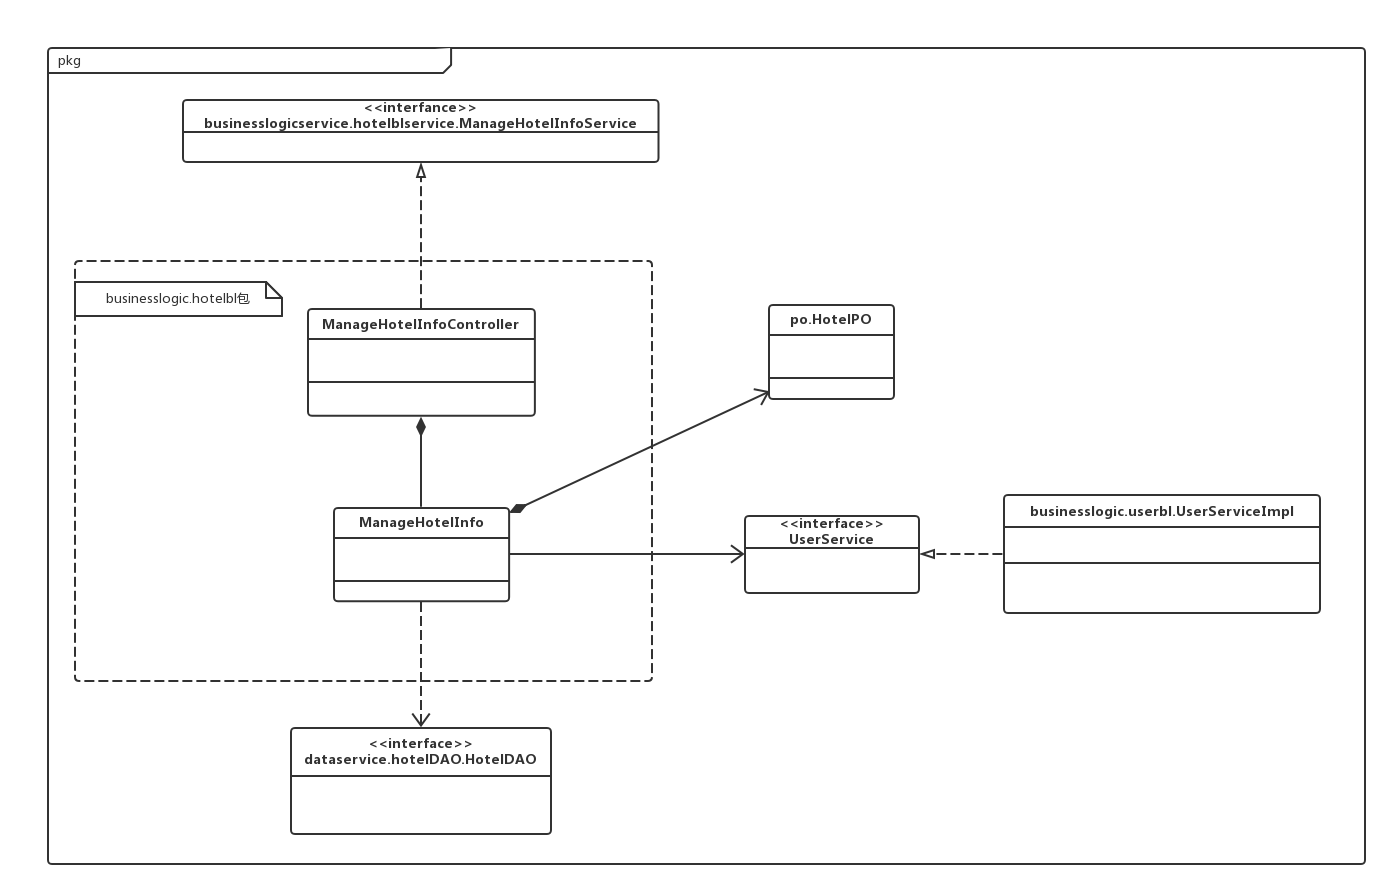 pkg
<<interfance>>
businesslogicservice.hotelblservice.ManageHotelInfoService
businesslogic.hotelbl包
ManageHotelInfoController
po.HotelPO
ManageHotelInfo
<<interface>>
UserService
businesslogic.userbl.UserServiceImpl
<<interface>>
dataservice.hotelDAO.HotelDAO